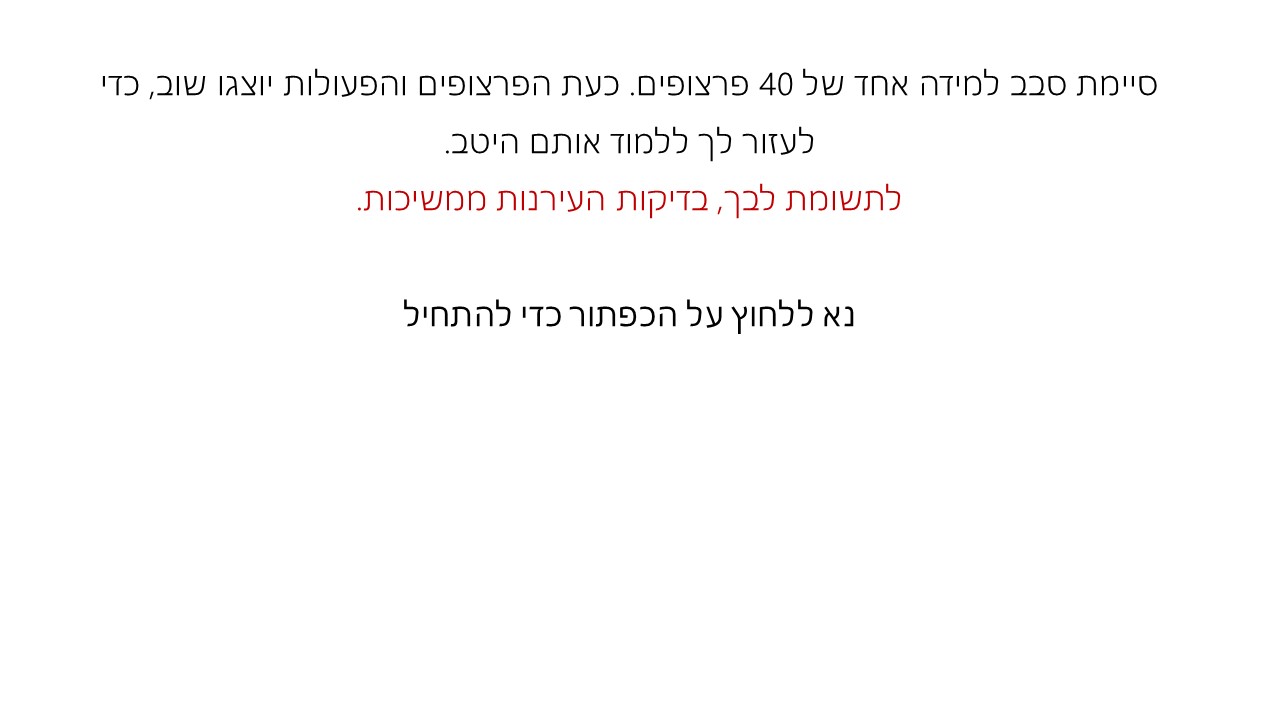 סיימת סבב למידה אחד של 40 פרצופים. כעת הפרצופים והפעולות יוצגו שוב, כדי
לעזור לך ללמוד אותם היטב.
לתשומת לבך, בדיקות העירנות ממשיכות.
נא ללחוץ על הכפתור כדי להתחיל